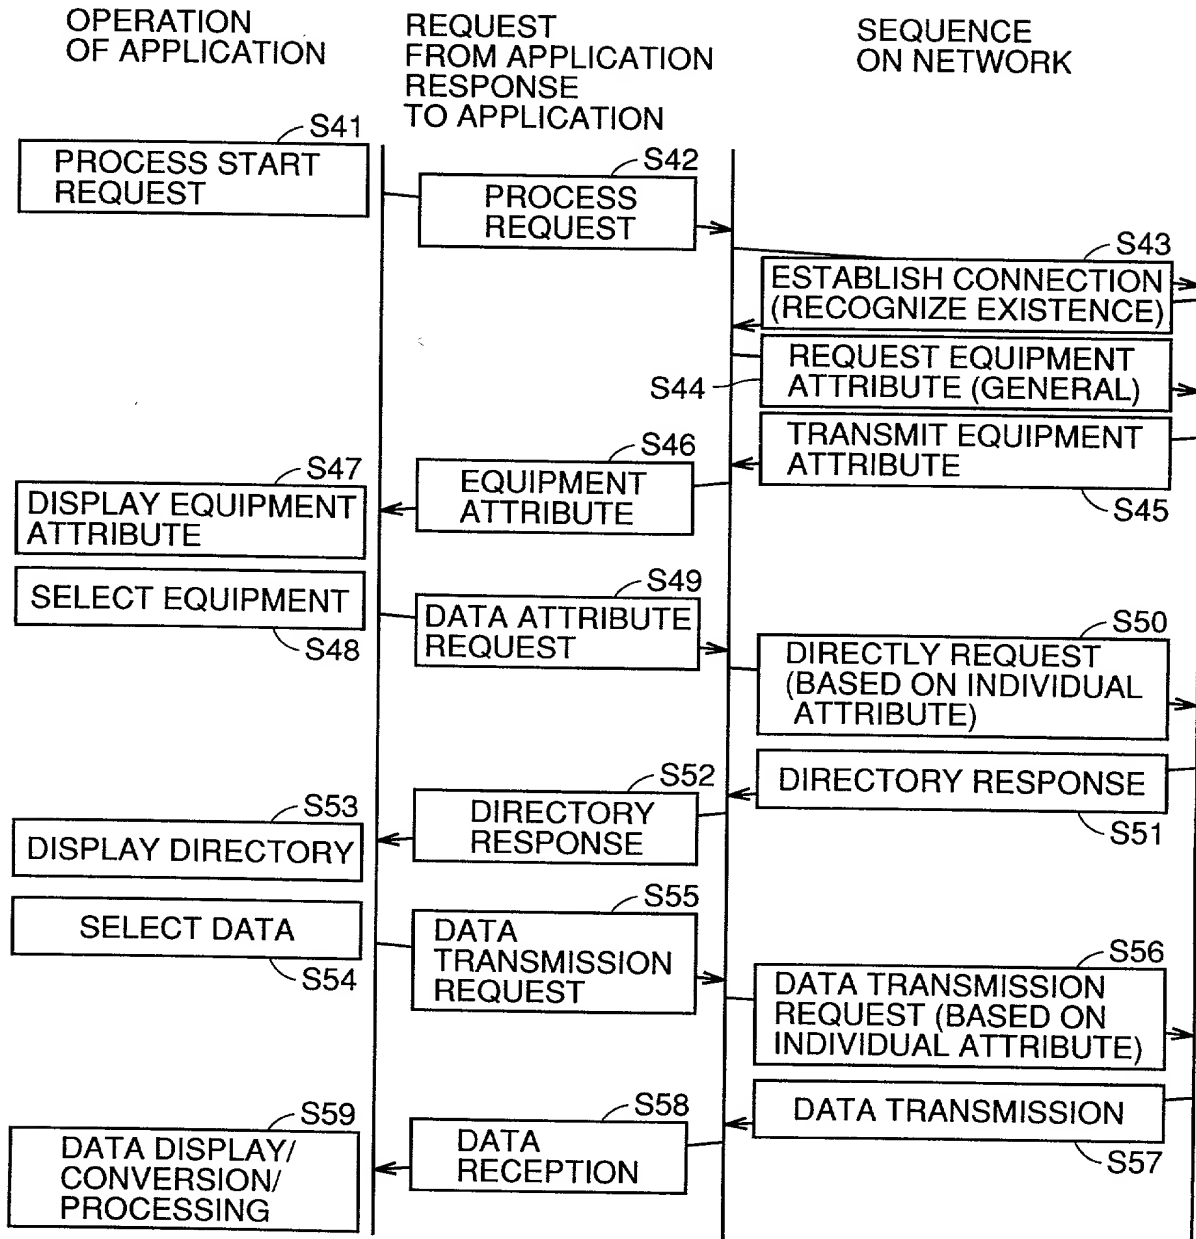 OPERATION
OF APPLICATION
REQUEST
FROM APPLICATION
RESPONSE
TO APPLICATION
SEQUENCE
ON NETWORK
S41
PROCESS START
REQUEST
S42
PROCESS
REQUEST
S43
ESTABLISH CONNECTION
(RECOGNIZE EXISTENCE)
S44
REQUEST EQUIPMENT
ATTRIBUTE (GENERAL)
TRANSMIT EQUIPMENT
ATTRIBUTE
S45
S46
EQUIPMENT
ATTRIBUTE
S47
DISPLAY EQUIPMENT
ATTRIBUTE
SELECT EQUIPMENT
S48
S49
DATA ATTRIBUTE
REQUEST
S50
DIRECTLY REQUEST
(BASED ON INDIVIDUAL
ATTRIBUTE)
DIRECTORY RESPONSE
S51
S52
DIRECTORY
RESPONSE
S53
DISPLAY DIRECTORY
SELECT DATA
S54
S55
DATA
TRANSMISSION
REQUEST
S56
DATA TRANSMISSION
REQUEST (BASED ON
INDIVIDUAL ATTRIBUTE)
DATA TRANSMISSION
S57
S58
DATA
RECEPTION
S59
DATA DISPLAY/
CONVERSION/
PROCESSING